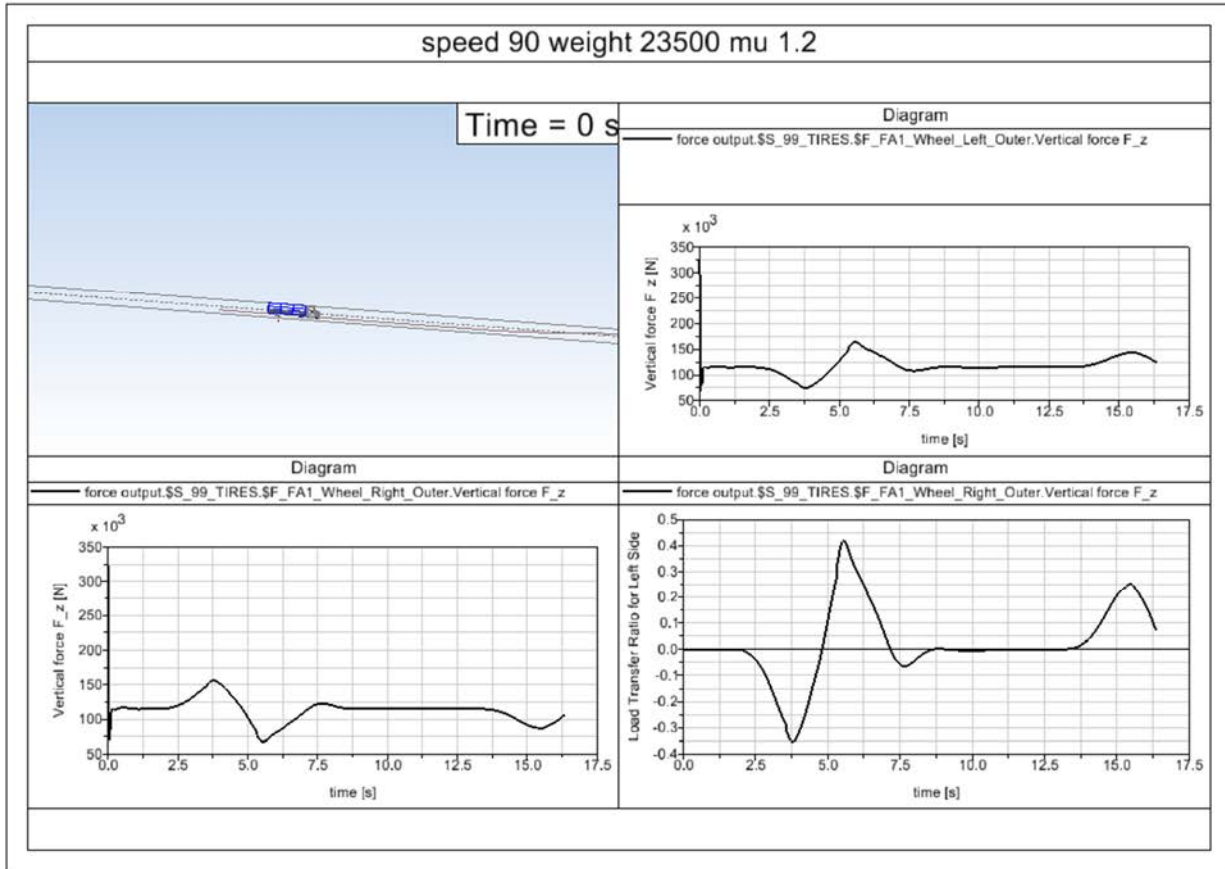 speed 90 weight 23500 mu 1.2
Time = 0 s
Diagram
force output.$S_99_TIRES.$F_FA1_Wheel_Left_Outer.Vertical force F_z
x 10³
Vertical force F_z [N]
350
300
250
200
150
100
50
0.0 2.5 5.0 7.5 10.0 12.5 15.0 17.5
time [s]
Diagram
force output.$S_99_TIRES.$F_FA1_Wheel_Right_Outer.Vertical force F_z
x 10³
Vertical force F_z [N]
350
300
250
200
150
100
50
0.0 2.5 5.0 7.5 10.0 12.5 15.0 17.5
time [s]
Diagram
force output.$S_99_TIRES.$F_FA1_Wheel_Right_Outer.Vertical force F_z
Load Transfer Ratio for Left Side
0.5
0.4
0.3
0.2
0.1
0.0
-0.1
-0.2
-0.3
-0.4
0.0 2.5 5.0 7.5 10.0 12.5 15.0 17.5
time [s]